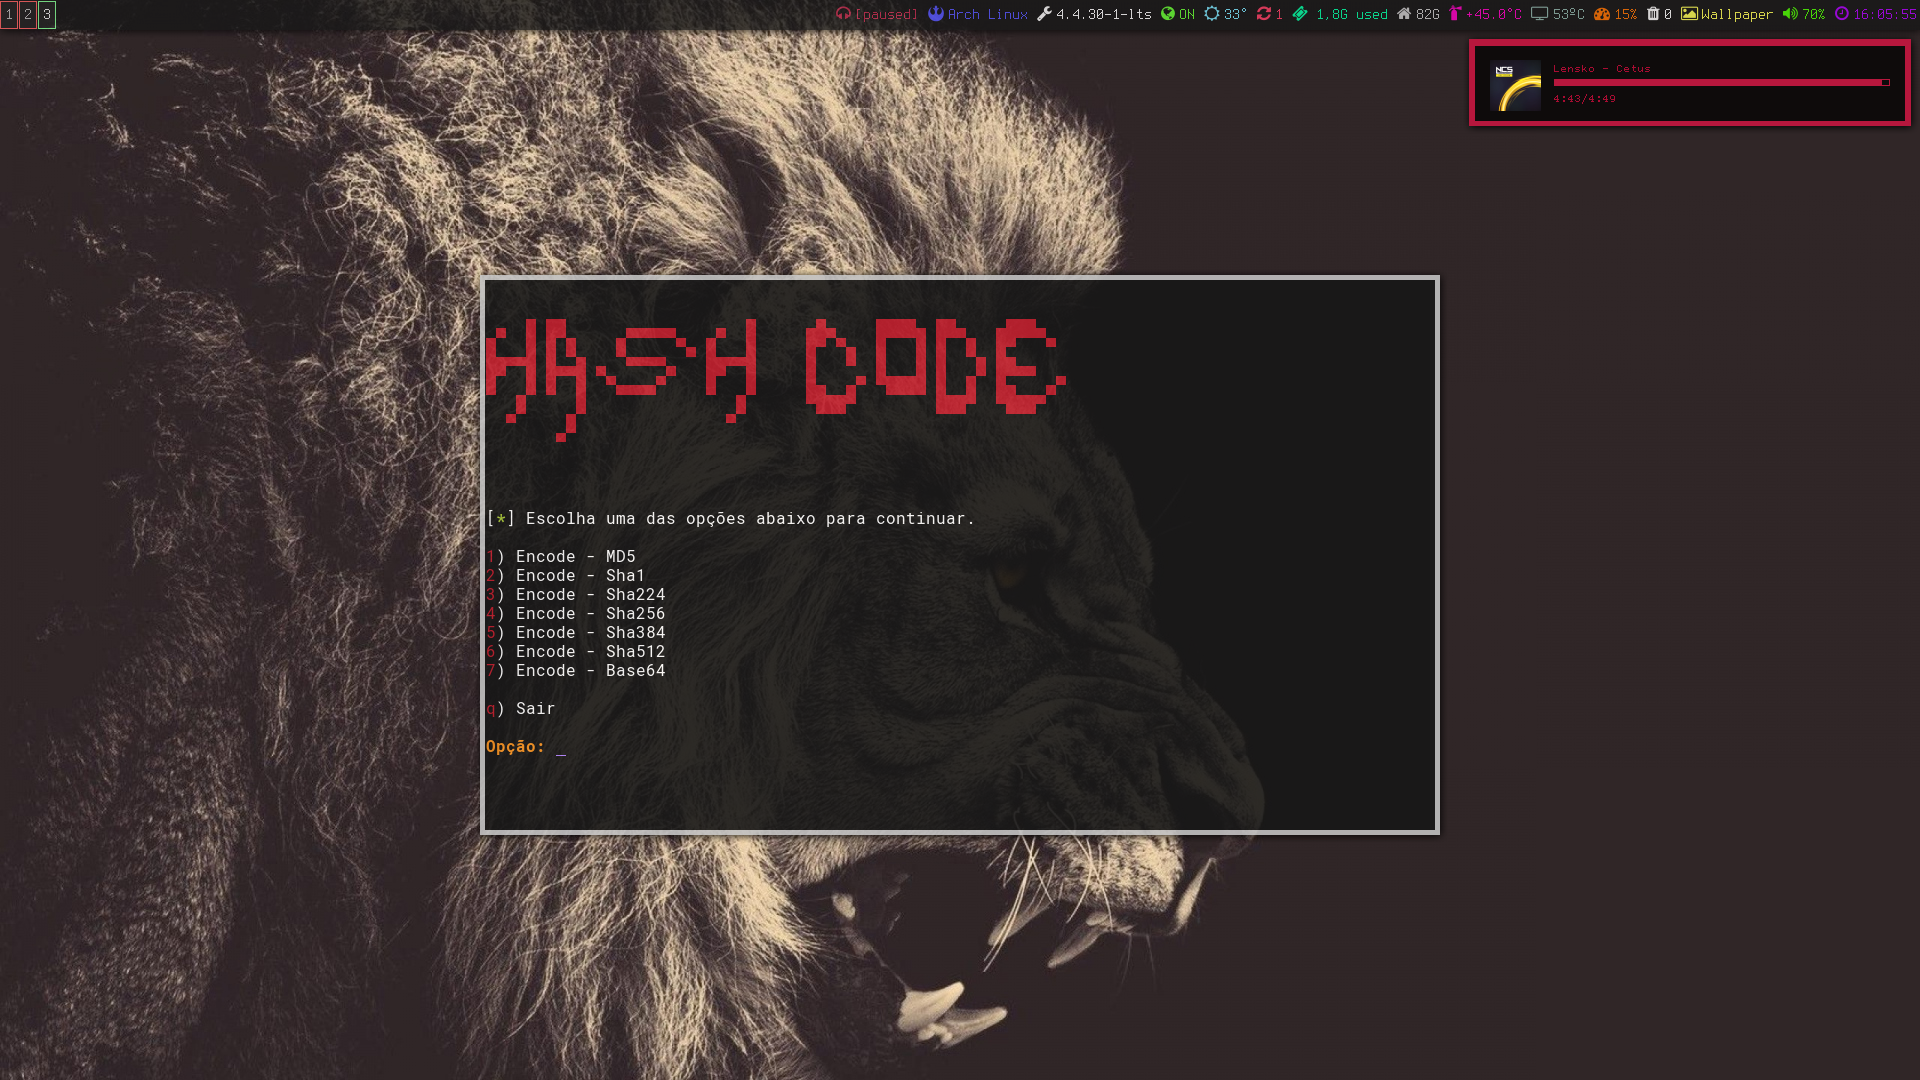 1 2 3
[paused] Arch Linux 4.4.30-1-lts ON 33° 1 1,8G used 82G +45.0°C 53ºC 15% 0 Wallpaper 70% 16:05:55
NCS
Lensko - Cetus
4:43/4:49
HASH CODE
[*] Escolha uma das opções abaixo para continuar.
1) Encode - MD5
2) Encode - Sha1
3) Encode - Sha224
4) Encode - Sha256
5) Encode - Sha384
6) Encode - Sha512
7) Encode - Base64
q) Sair
Opção: _